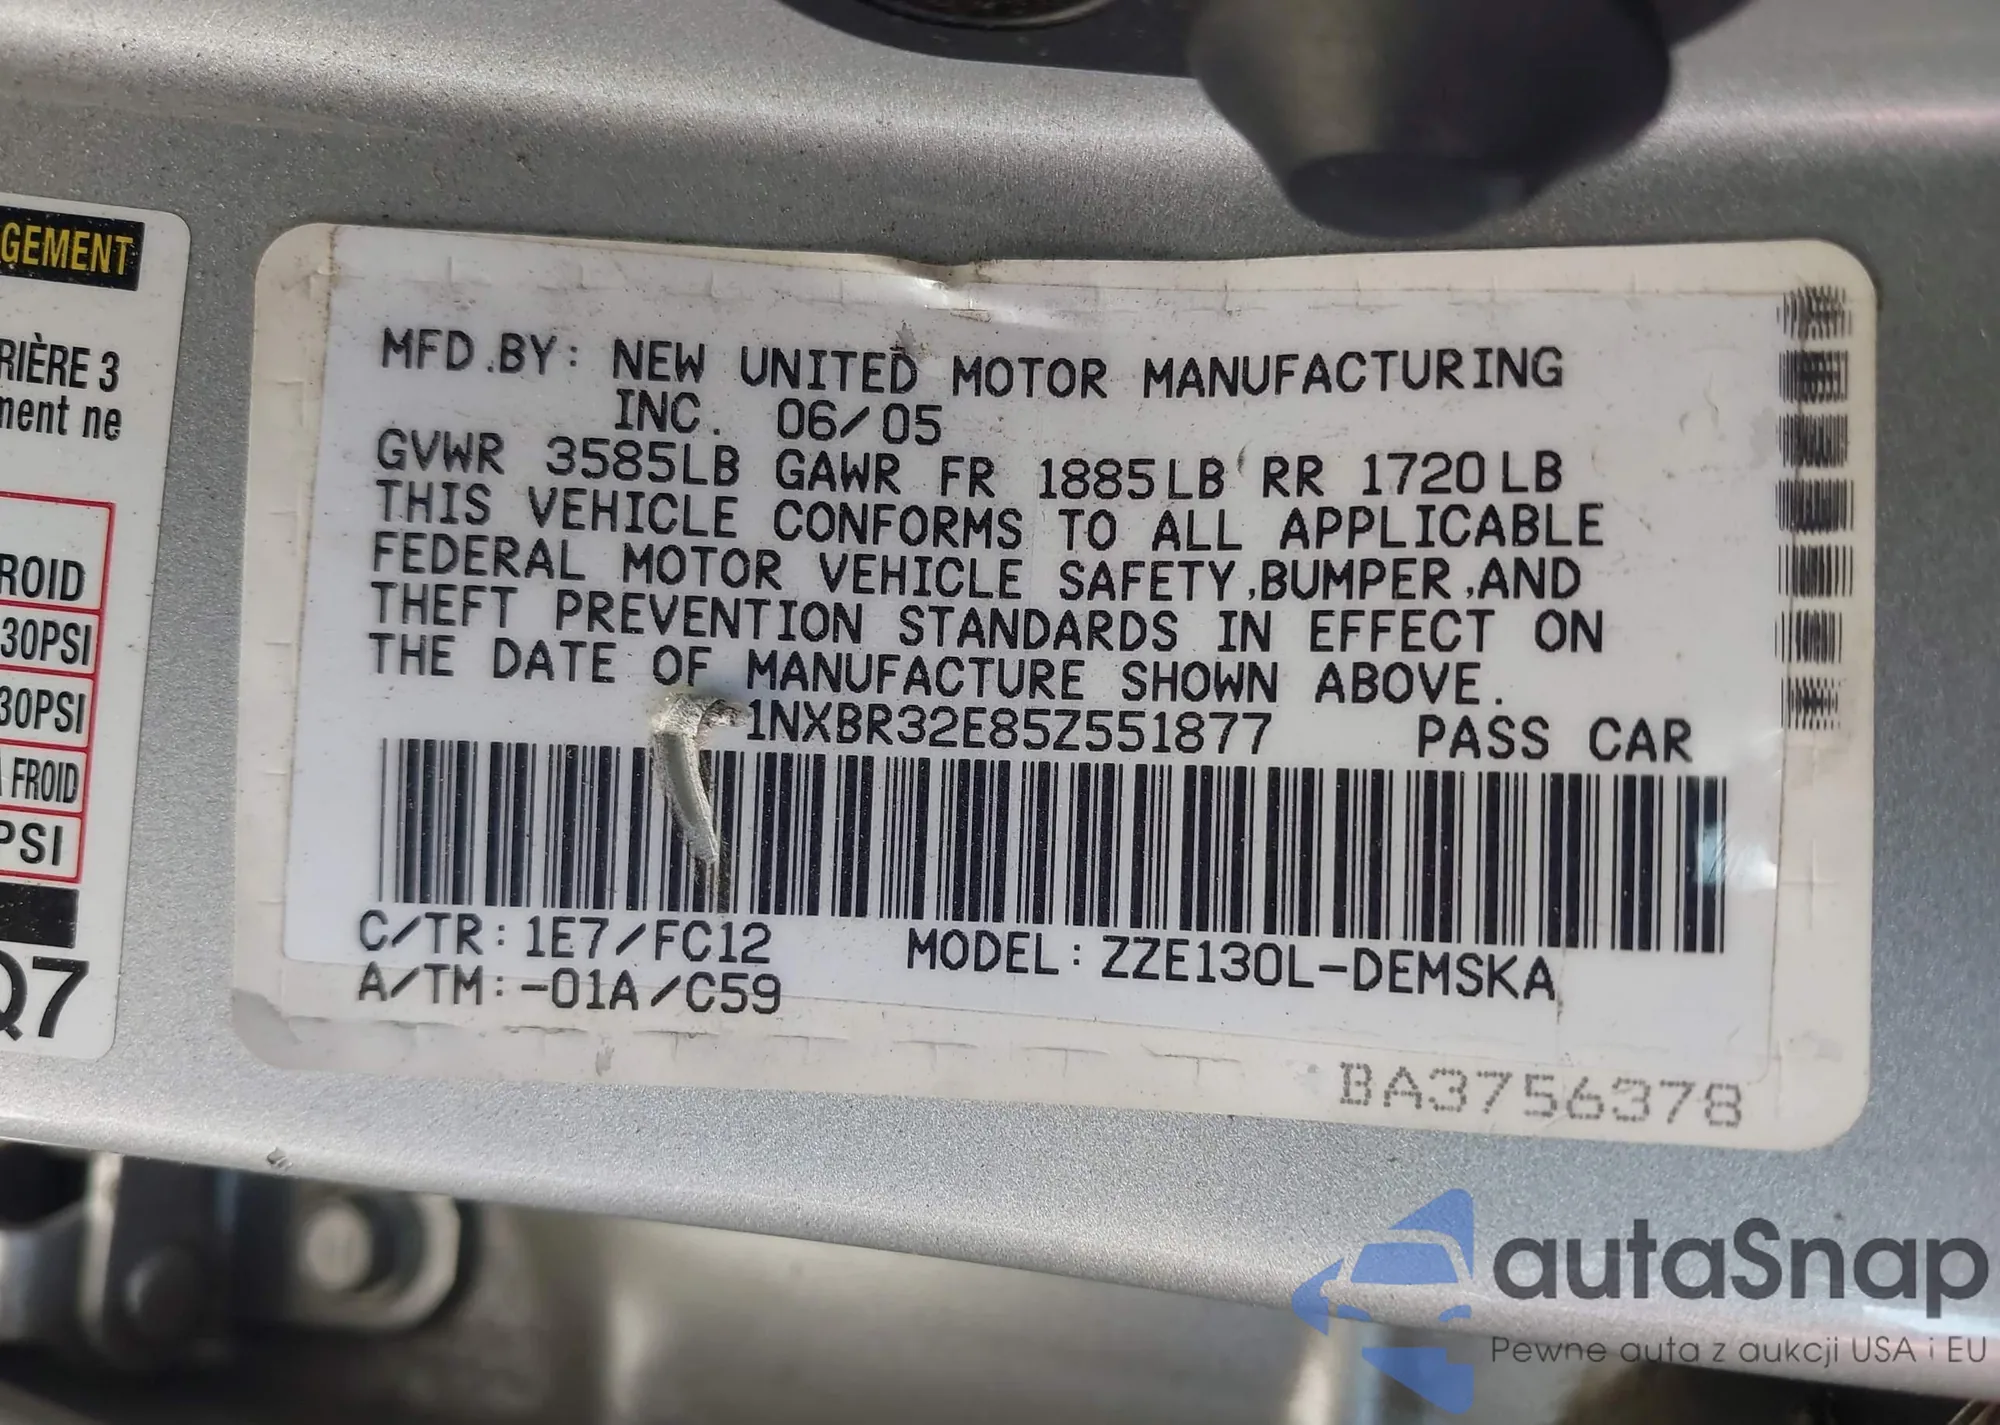 GEMENT
RIÈRE 3
ment ne
ROID
30PSI
30PSI
A FROID
PSI
Q7
MFD.BY: NEW UNITED MOTOR MANUFACTURING
INC. 06/05
GVWR 3585LB GAWR FR 1885LB RR 1720LB
THIS VEHICLE CONFORMS TO ALL APPLICABLE
FEDERAL MOTOR VEHICLE SAFETY,BUMPER,AND
THEFT PREVENTION STANDARDS IN EFFECT ON
THE DATE OF MANUFACTURE SHOWN ABOVE.
1NXBR32E85Z551877 PASS CAR
C/TR: 1E7/FC12 MODEL: ZZE130L-DEMSKA
A/TM:-01A/C59
BA3756378
autaSnap
Pewne auta z aukcji USA i EU